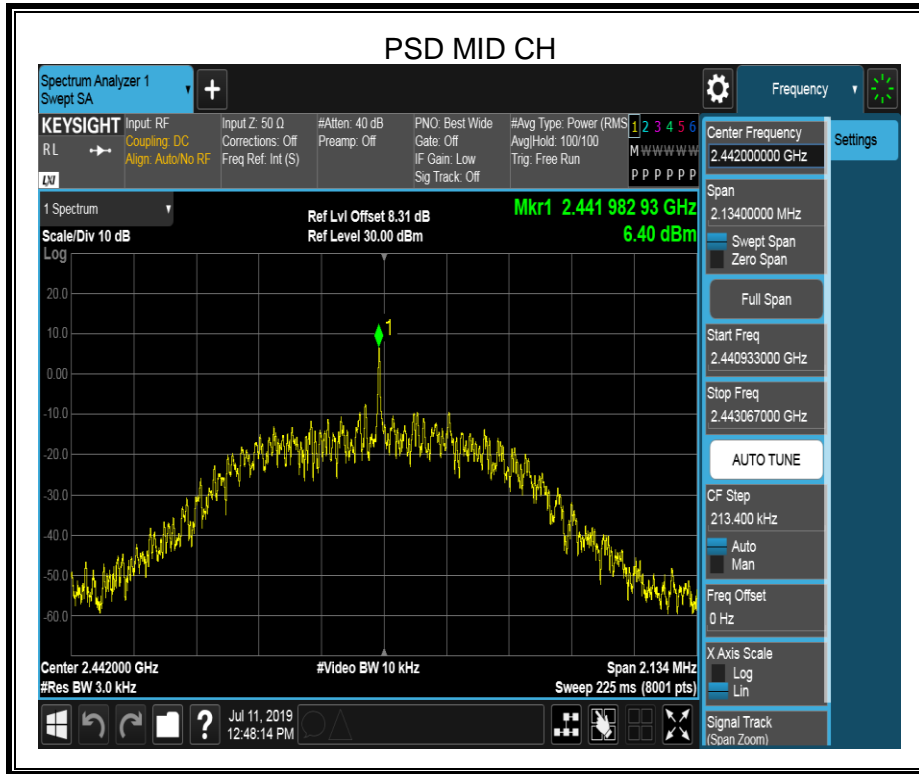 PSD MID CH
Spectrum Analyzer 1
Swept SA
+
Frequency
KEYSIGHT
RL
LXI
Input: RF
Coupling: DC
Align: Auto/No RF
Input Z: 50 Ω
Corrections: Off
Freq Ref: Int (S)
#Atten: 40 dB
Preamp: Off
PNO: Best Wide
Gate: Off
IF Gain: Low
Sig Track: Off
#Avg Type: Power (RMS
Avg|Hold: 100/100
Trig: Free Run
1 2 3 4 5 6
M W W W W W
P P P P P P
Center Frequency
2.442000000 GHz
Settings
1 Spectrum
Scale/Div 10 dB
Ref Lvl Offset 8.31 dB
Ref Level 30.00 dBm
Mkr1 2.441 982 93 GHz
6.40 dBm
Span
2.13400000 MHz
Swept Span
Zero Span
Full Span
Start Freq
2.440933000 GHz
Stop Freq
2.443067000 GHz
AUTO TUNE
CF Step
213.400 kHz
Auto
Man
Freq Offset
0 Hz
X Axis Scale
Log
Lin
Signal Track
(Span Zoom)
Log
20.0
10.0
0.00
-10.0
-20.0
-30.0
-40.0
-50.0
-60.0
1
Center 2.442000 GHz
#Video BW 10 kHz
Span 2.134 MHz
#Res BW 3.0 kHz
Sweep 225 ms (8001 pts)
?
Jul 11, 2019
12:48:14 PM